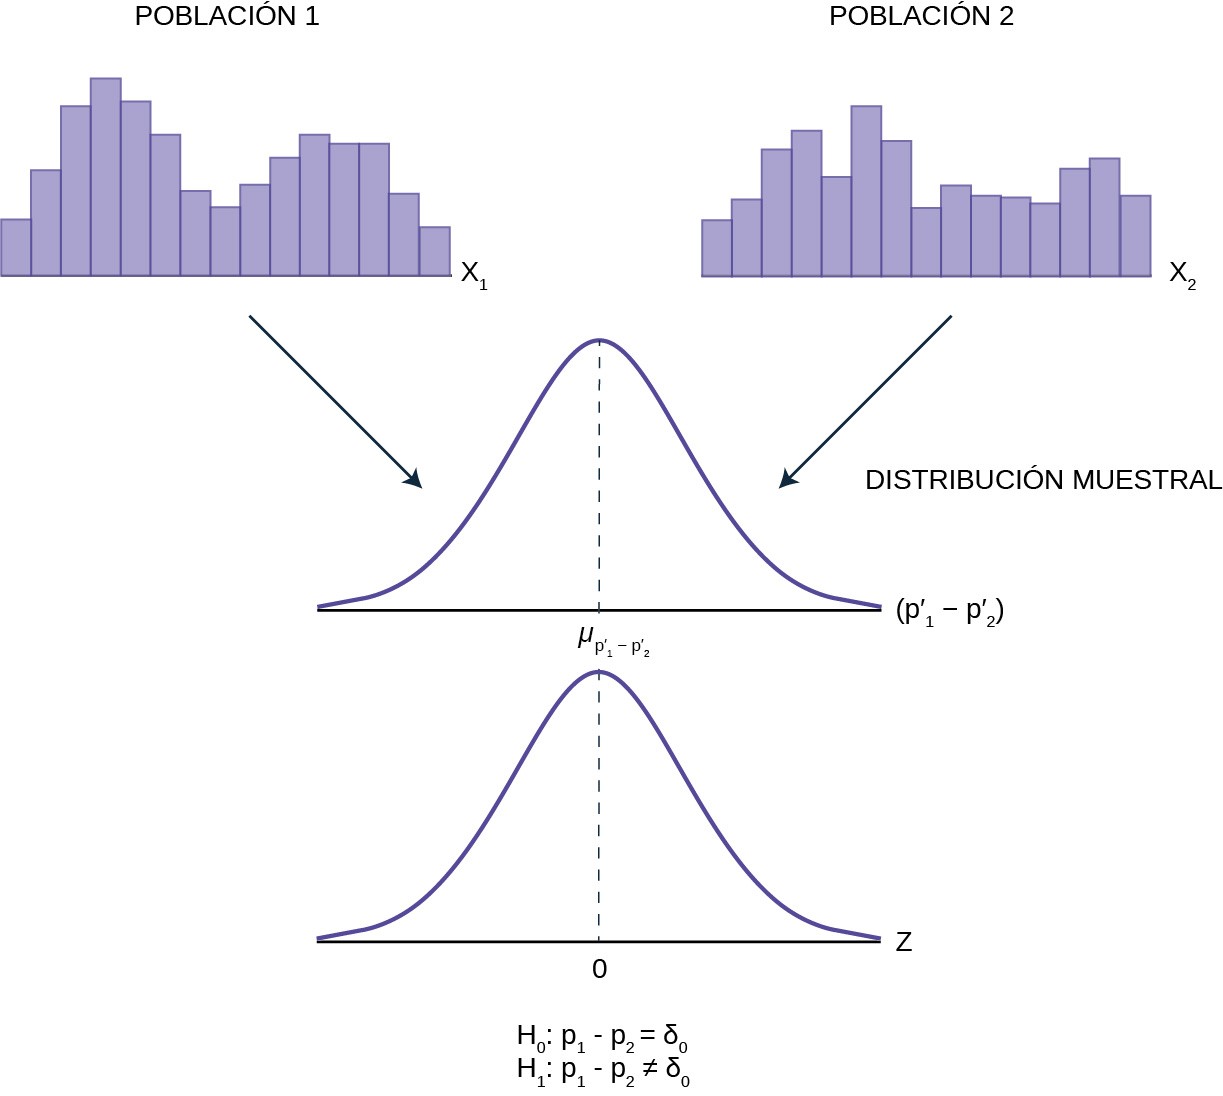 POBLACIÓN 1
POBLACIÓN 2
X₁
X₂
DISTRIBUCIÓN MUESTRAL
(p′₁ − p′₂)
μ p′₁ − p′₂
Z
0
H₀: p₁ - p₂ = δ₀
H₁: p₁ - p₂ ≠ δ₀